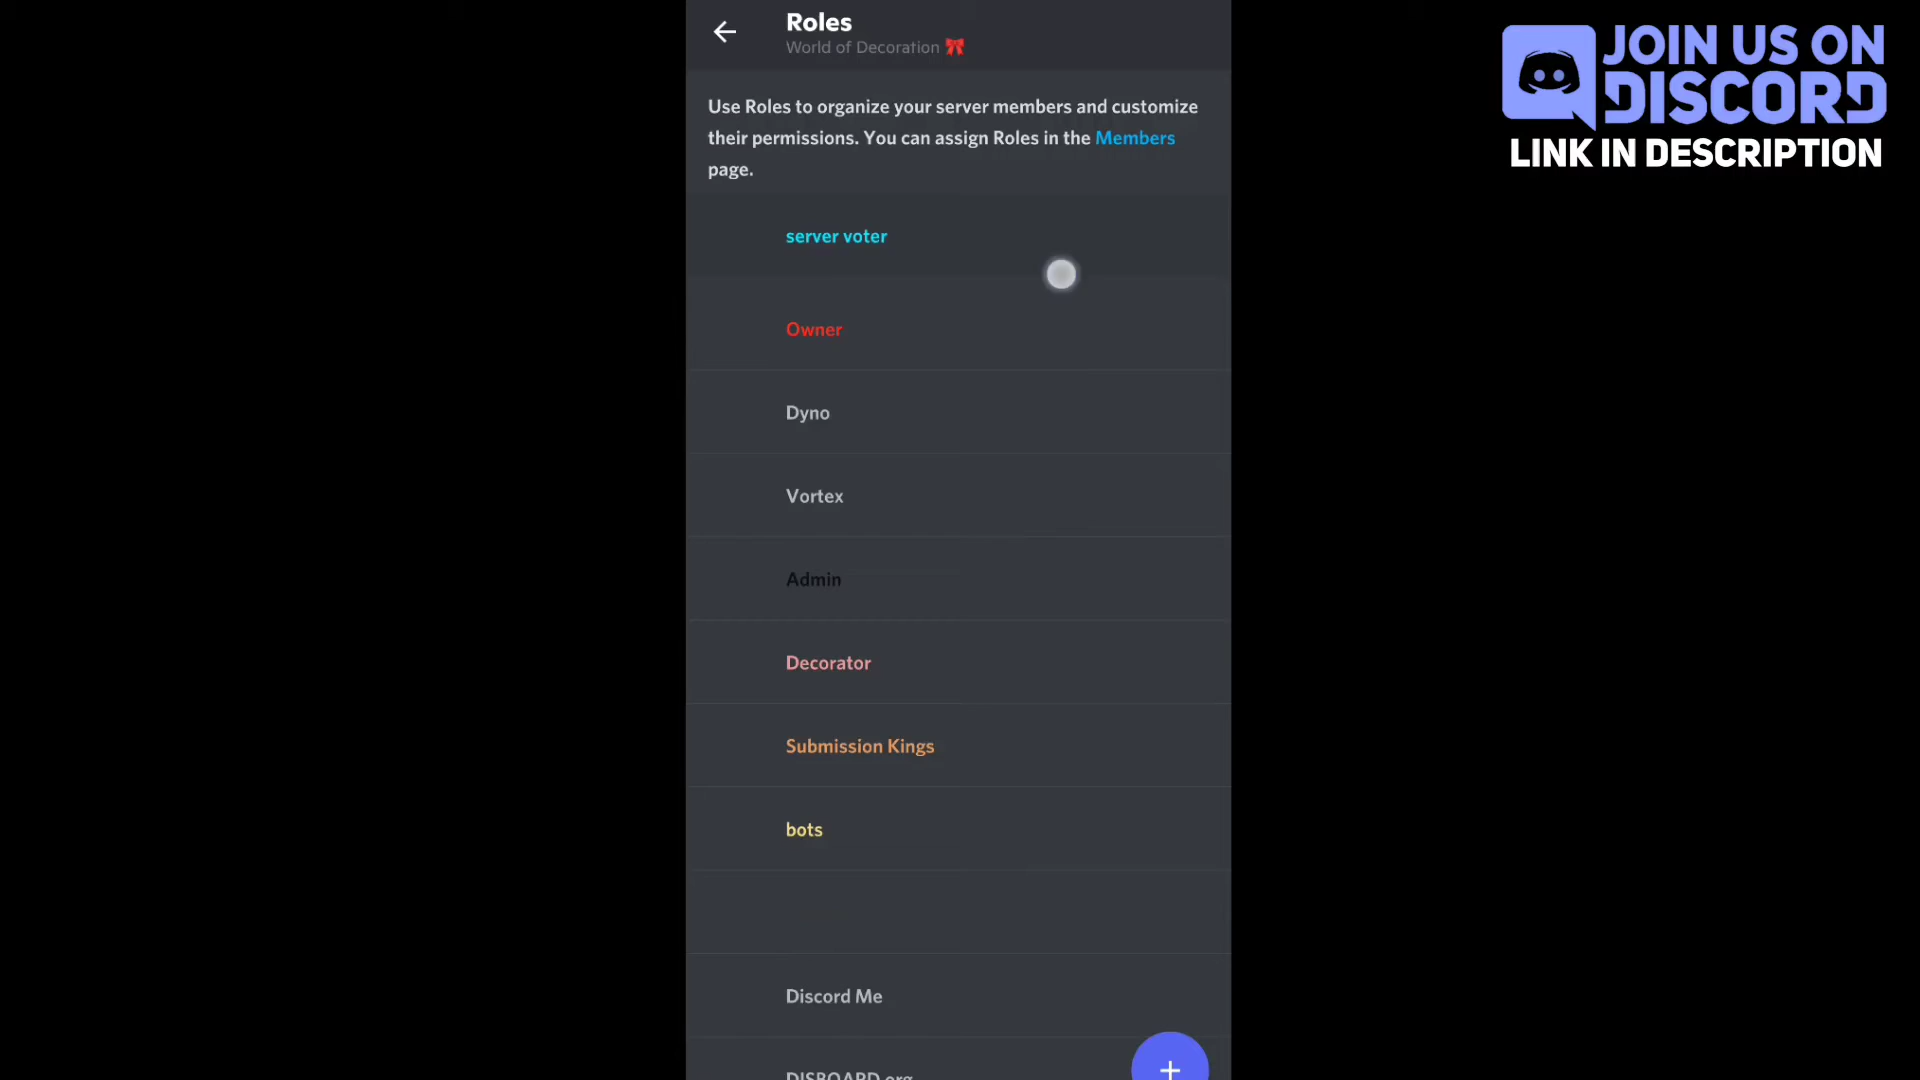 Roles
World of Decoration 🎀
Use Roles to organize your server members and customize
their permissions. You can assign Roles in the Members
page.
server voter
Owner
Dyno
Vortex
Admin
Decorator
Submission Kings
bots
Discord Me
DISBOARD.org
JOIN US ON
DISCORD
LINK IN DESCRIPTION